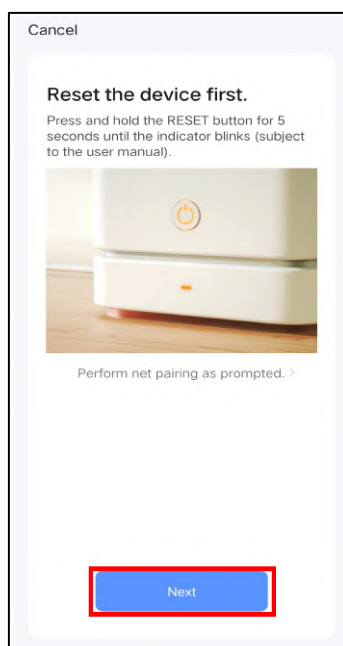 Cancel
Reset the device first.
Press and hold the RESET button for 5
seconds until the indicator blinks (subject
to the user manual).
Perform net pairing as prompted. >
Next